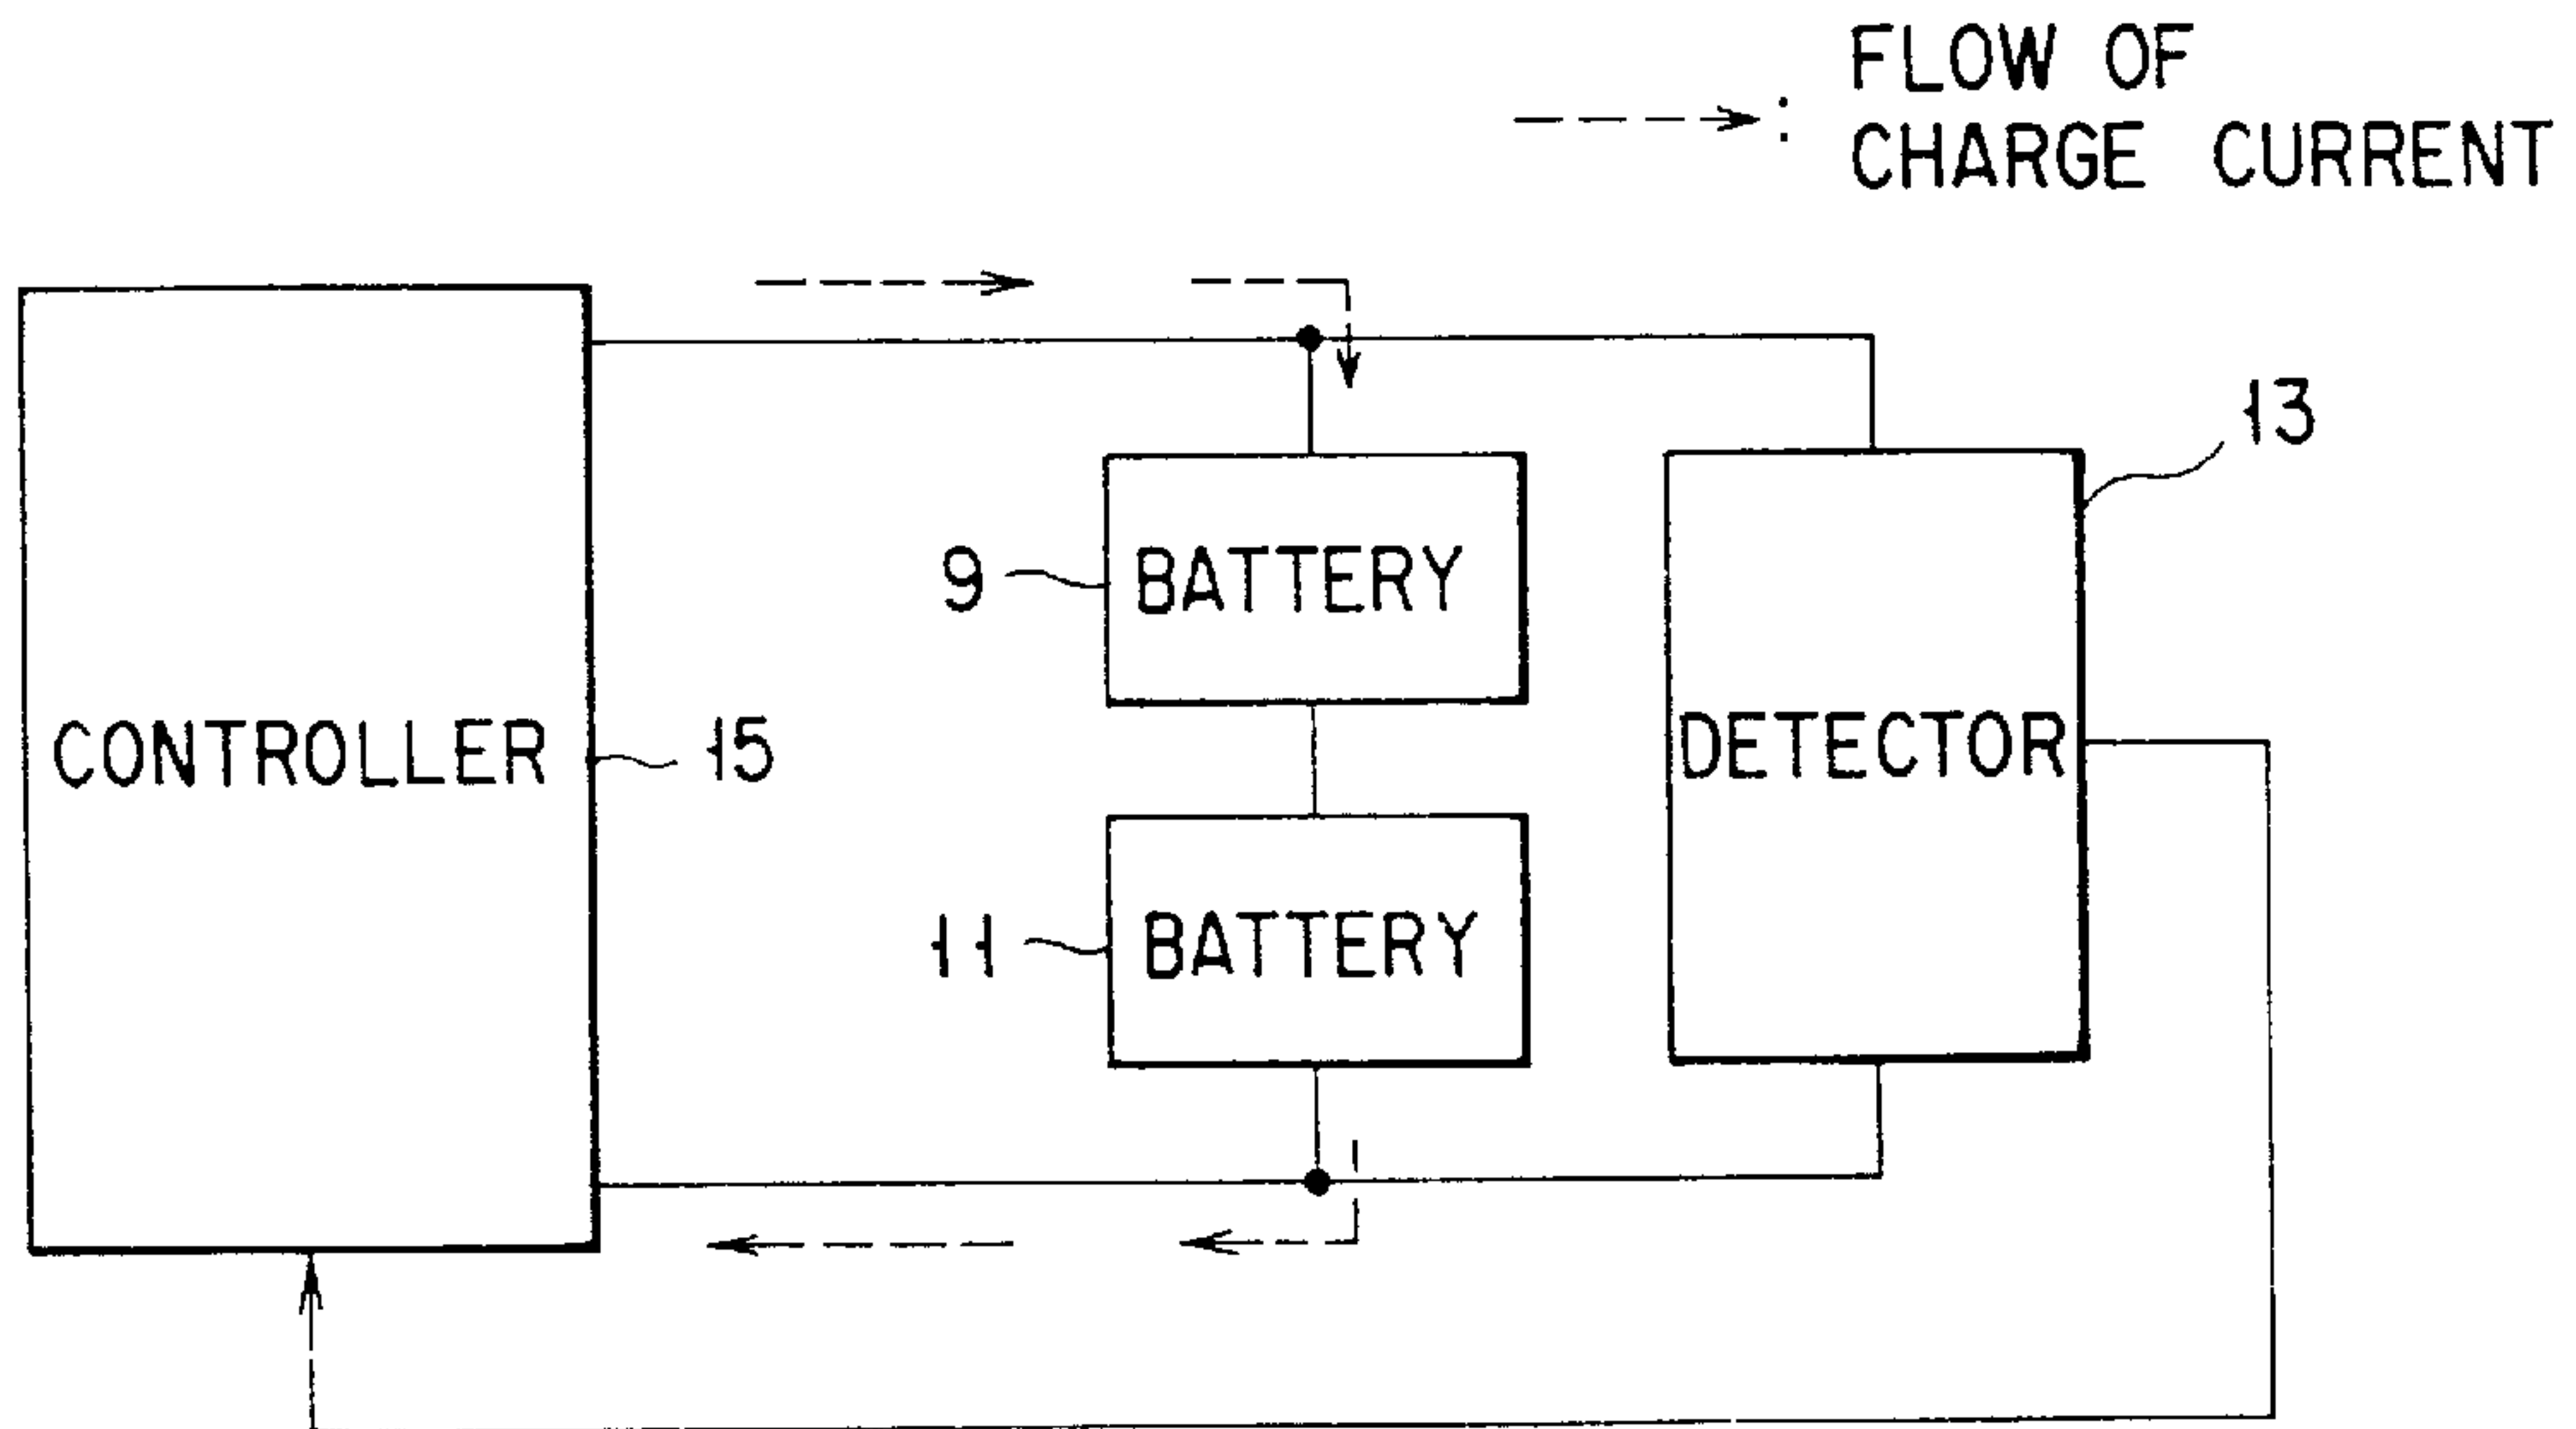 FLOW OF
: CHARGE CURRENT
13
9 BATTERY
CONTROLLER 15
DETECTOR
11 BATTERY